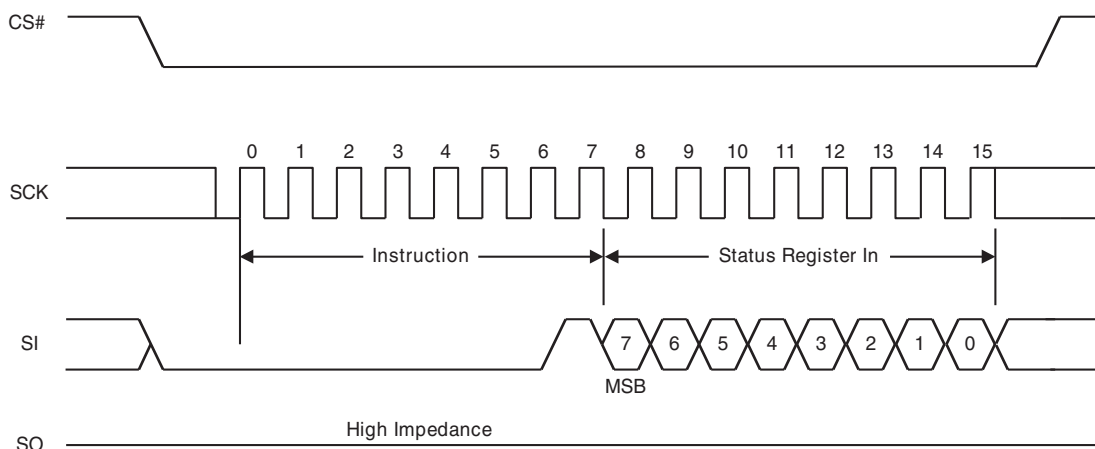 CS#
0 1 2 3 4 5 6 7 8 9 10 11 12 13 14 15
SCK
Instruction Status Register In
SI 7 6 5 4 3 2 1 0
MSB
High Impedance
SO